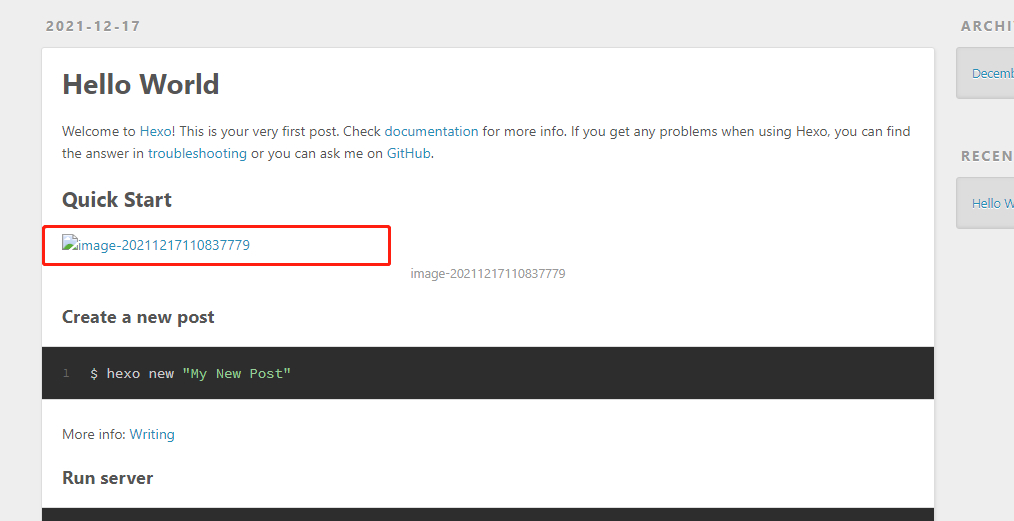 2021-12-17
Hello World
Welcome to Hexo! This is your very first post. Check documentation for more info. If you get any problems when using Hexo, you can find
the answer in troubleshooting or you can ask me on GitHub.
Quick Start
image-20211217110837779
image-20211217110837779
Create a new post
1 $ hexo new "My New Post"
More info: Writing
Run server
ARCHI
Decemb
RECEN
Hello W